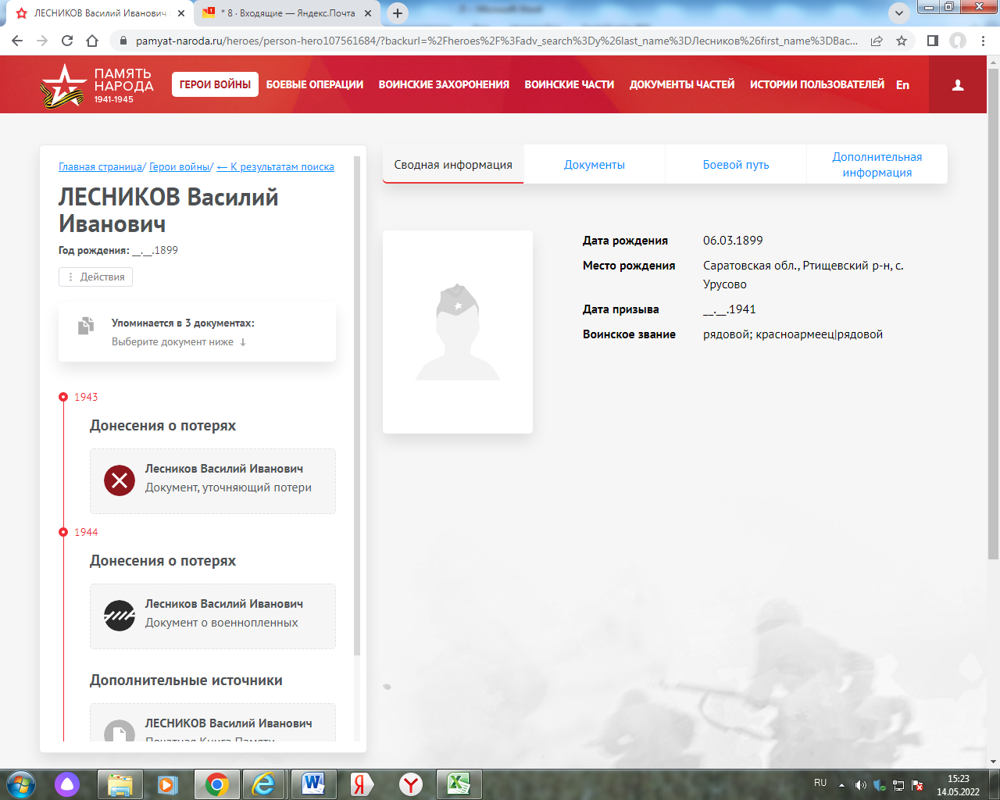 ЛЕСНИКОВ Василий Иванович
* 8 · Входящие — Яндекс.Почта
pamyat-naroda.ru/heroes/person-hero107561684/?backurl=%2Fheroes%2F%3Fadv_search%3Dy%26last_name%3DЛесников%26first_name%3DВас...
ПАМЯТЬ
НАРОДА
1941-1945
ГЕРОИ ВОЙНЫ
БОЕВЫЕ ОПЕРАЦИИ
ВОИНСКИЕ ЗАХОРОНЕНИЯ
ВОИНСКИЕ ЧАСТИ
ДОКУМЕНТЫ ЧАСТЕЙ
ИСТОРИИ ПОЛЬЗОВАТЕЛЕЙ
En
Главная страница/ Герои войны/ ← К результатам поиска
ЛЕСНИКОВ Василий
Иванович
Год рождения: __.__.1899
Действия
Упоминается в 3 документах:
Выберите документ ниже ↓
1943
Донесения о потерях
Лесников Василий Иванович
Документ, уточняющий потери
1944
Донесения о потерях
Лесников Василий Иванович
Документ о военнопленных
Дополнительные источники
ЛЕСНИКОВ Василий Иванович
Печатная Книга Памяти
Сводная информация
Документы
Боевой путь
Дополнительная
информация
Дата рождения 06.03.1899
Место рождения Саратовская обл., Ртищевский р-н, с.
Урусово
Дата призыва __.__.1941
Воинское звание рядовой; красноармеец|рядовой
RU
15:23
14.05.2022